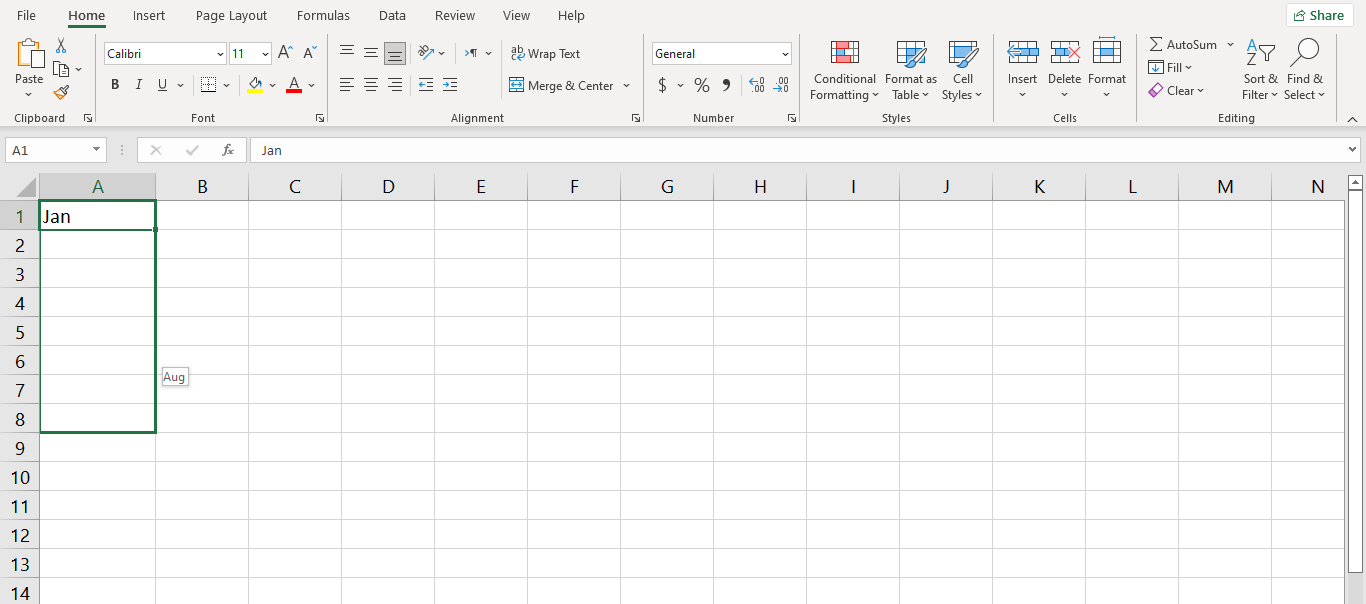 File Home Insert Page Layout Formulas Data Review View Help Share
Calibri 11 A A ab Wrap Text General AutoSum A Z
Paste Conditional Formatting Format as Table Cell Styles Insert Delete Format Fill Sort & Filter Find & Select
B I U A Merge & Center $ % , .00 .00 Clear
Clipboard Font Alignment Number Styles Cells Editing
A1 fx Jan
A B C D E F G H I J K L M N
1 Jan
2
3
4
5
6
Aug
7
8
9
10
11
12
13
14